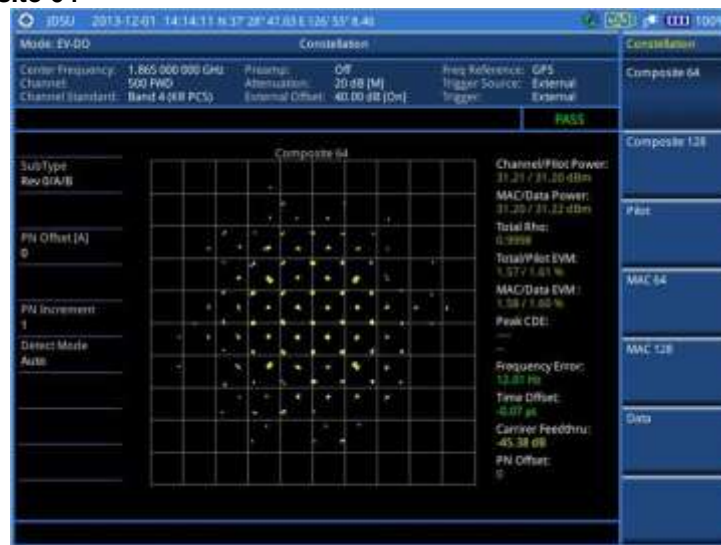 site 64
JDSU 2013-12-01 14:14:11 N 37° 28' 47.03 E 126° 55' 8.40 100%
Mode: EV-DO Constellation Constellation
Center Frequency: 1.865 000 000 GHz Preamp: Off Freq Reference: GPS
Channel: 500 FWD Attenuation: 20 dB [M] Trigger Source: External
Channel Standard: Band 4 (KR PCS) External Offset: 40.00 dB [On] Trigger: External
PASS
Composite 64
SubType
Rev 0/A/B
PN Offset [A]
0
PN Increment
1
Detect Mode
Auto
Channel/Pilot Power:
31.21 / 31.20 dBm
MAC/Data Power:
31.20 / 31.22 dBm
Total Rho:
0.9998
Total/Pilot EVM:
1.57 / 1.61 %
MAC/Data EVM :
1.58 / 1.60 %
Peak CDE:
---
--
Frequency Error:
12.01 Hz
Time Offset:
-0.07 µs
Carrirer Feedthru:
-45.38 dB
PN Offset:
0
Composite 64
Composite 128
Pilot
MAC 64
MAC 128
Data